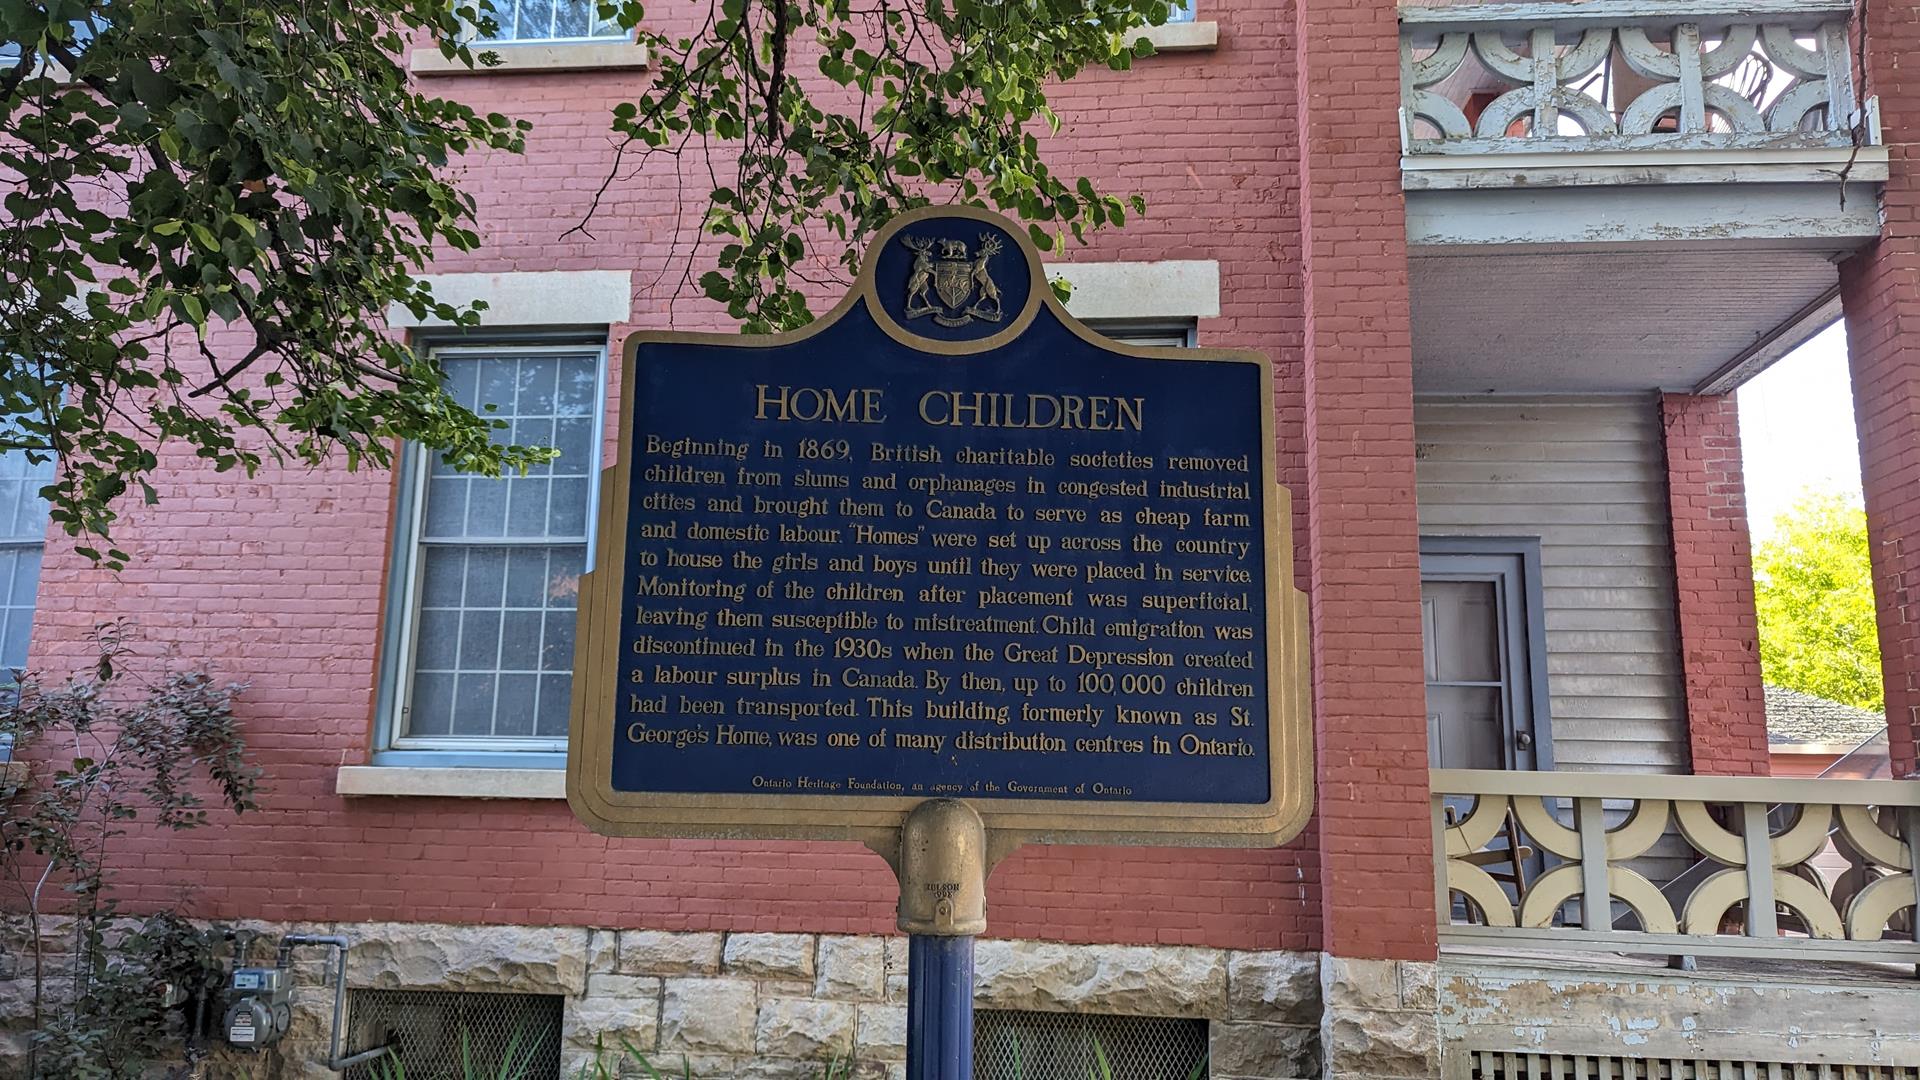 HOME CHILDREN
Beginning in 1869, British charitable societies removed
children from slums and orphanages in congested industrial
cities and brought them to Canada to serve as cheap farm
and domestic labour. "Homes" were set up across the country
to house the girls and boys until they were placed in service.
Monitoring of the children after placement was superficial,
leaving them susceptible to mistreatment. Child emigration was
discontinued in the 1930s when the Great Depression created
a labour surplus in Canada. By then, up to 100,000 children
had been transported. This building, formerly known as St.
George's Home, was one of many distribution centres in Ontario.
Ontario Heritage Foundation, an agency of the Government of Ontario